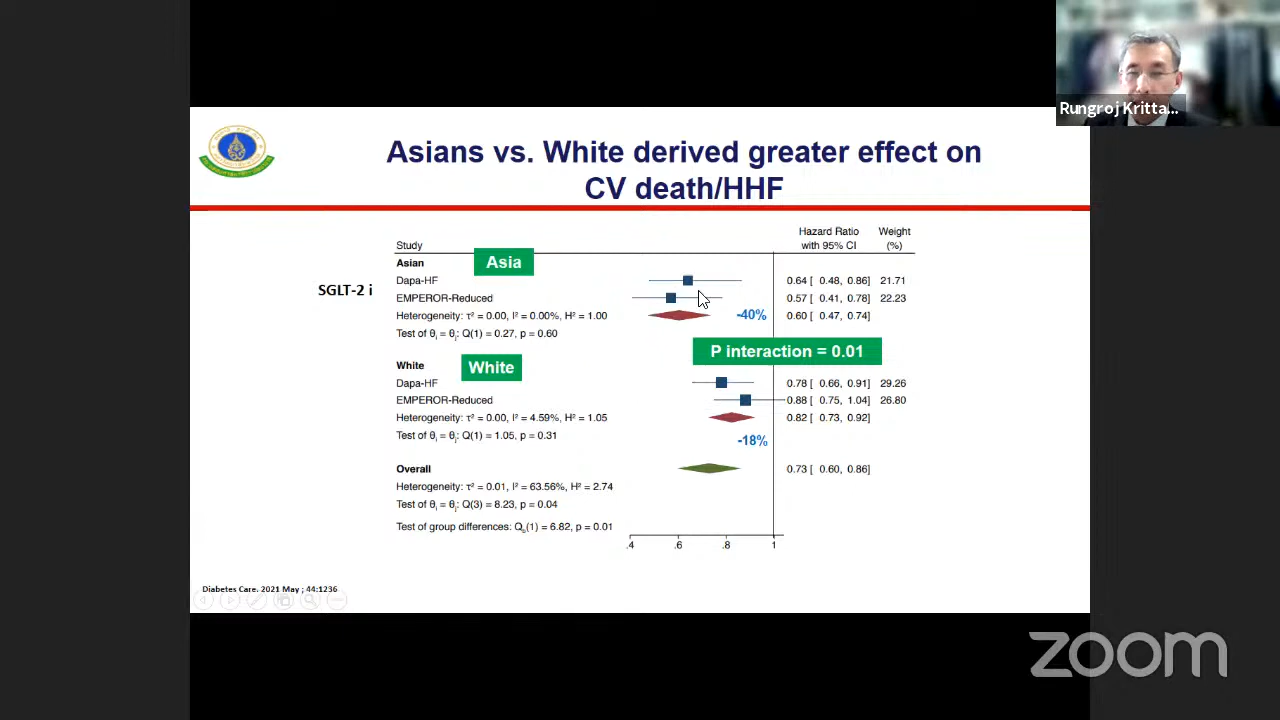 Rungroj Kritta...
Asians vs. White derived greater effect on
CV death/HHF
Hazard Ratio Weight
Study with 95% CI (%)
Asian
Asia
SGLT-2 i
Dapa-HF 0.64 [ 0.48, 0.86] 21.71
EMPEROR-Reduced 0.57 [ 0.41, 0.78] 22.23
Heterogeneity: τ² = 0.00, I² = 0.00%, H² = 1.00 -40% 0.60 [ 0.47, 0.74]
Test of θᵢ = θⱼ: Q(1) = 0.27, p = 0.60
P interaction = 0.01
White
White
Dapa-HF 0.78 [ 0.66, 0.91] 29.26
EMPEROR-Reduced 0.88 [ 0.75, 1.04] 26.80
Heterogeneity: τ² = 0.00, I² = 4.59%, H² = 1.05 0.82 [ 0.73, 0.92]
Test of θᵢ = θⱼ: Q(1) = 1.05, p = 0.31
-18%
Overall 0.73 [ 0.60, 0.86]
Heterogeneity: τ² = 0.01, I² = 63.56%, H² = 2.74
Test of θᵢ = θⱼ: Q(3) = 8.23, p = 0.04
Test of group differences: Q_b(1) = 6.82, p = 0.01
.4 .6 .8 1
Diabetes Care. 2021 May ; 44:1236
zoom